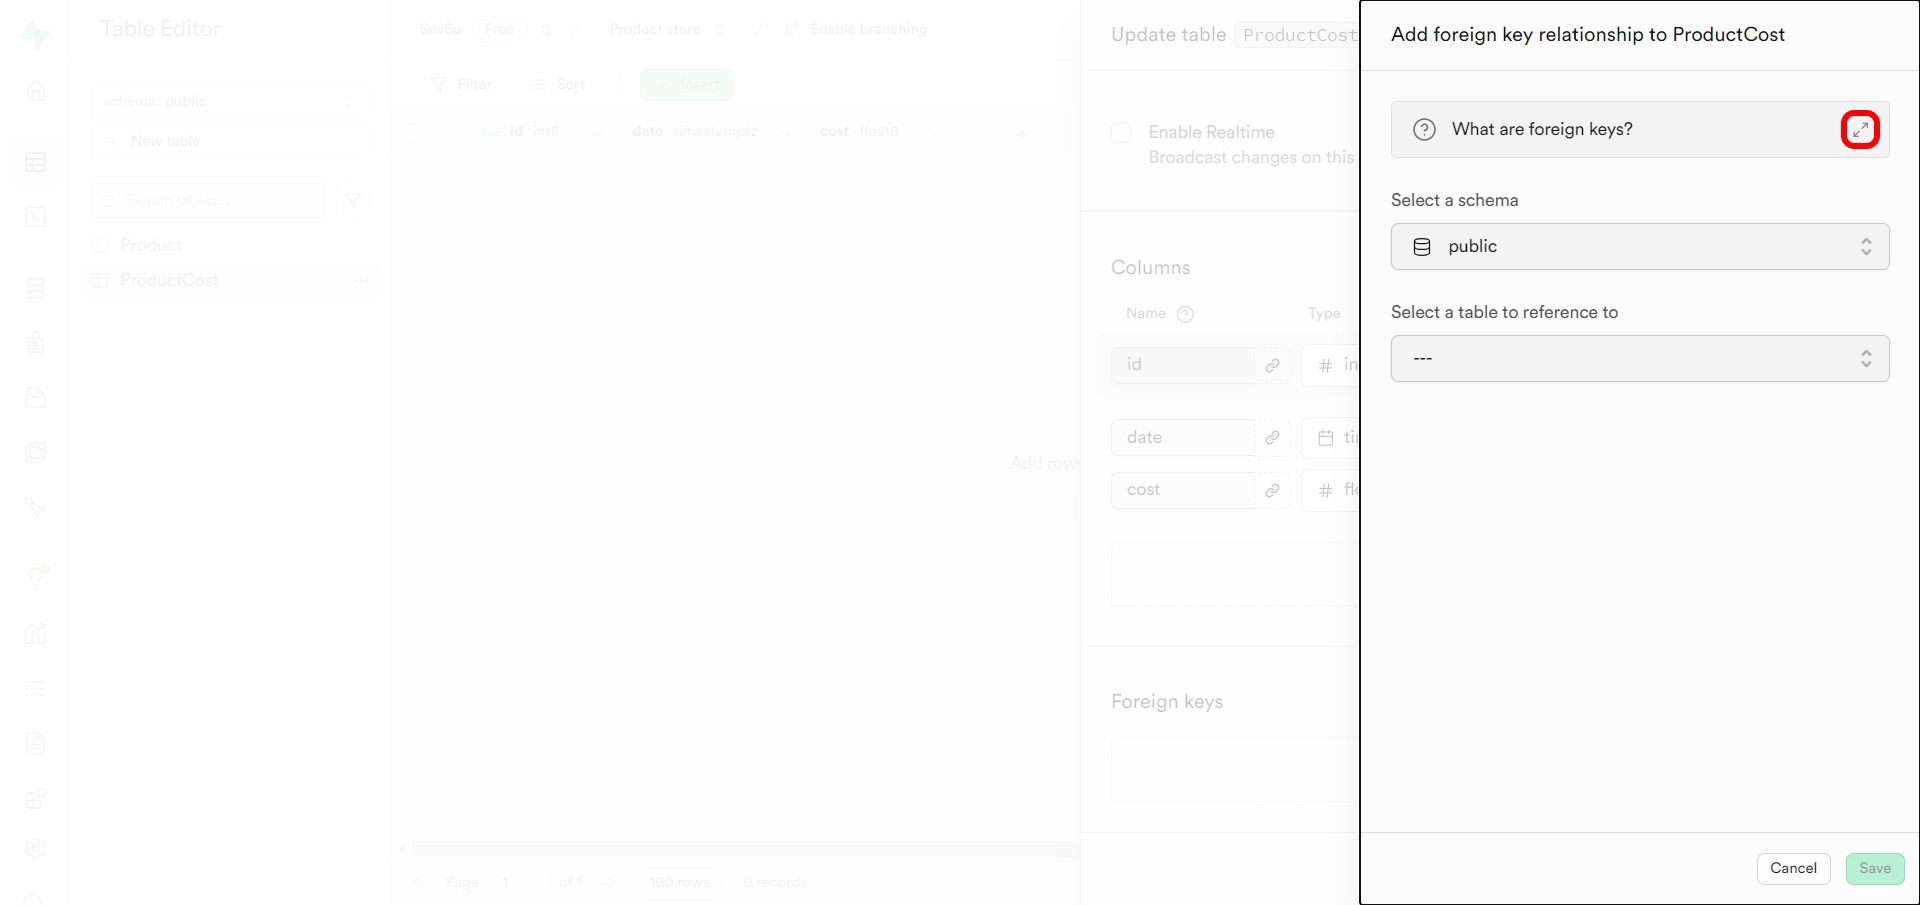 Table Editor
SevSu Free / Product store / Enable branching
schema: public
New table
Search tables...
Product
ProductCost
Filter Sort Insert
id int8 date timestamptz cost float8
Add rows
Page 1 of 1 100 rows 0 records
Update table ProductCost
Enable Realtime
Broadcast changes on this
Columns
Name Type
id
date
cost
Foreign keys
Add foreign key relationship to ProductCost
What are foreign keys?
Select a schema
public
Select a table to reference to
---
Cancel Save